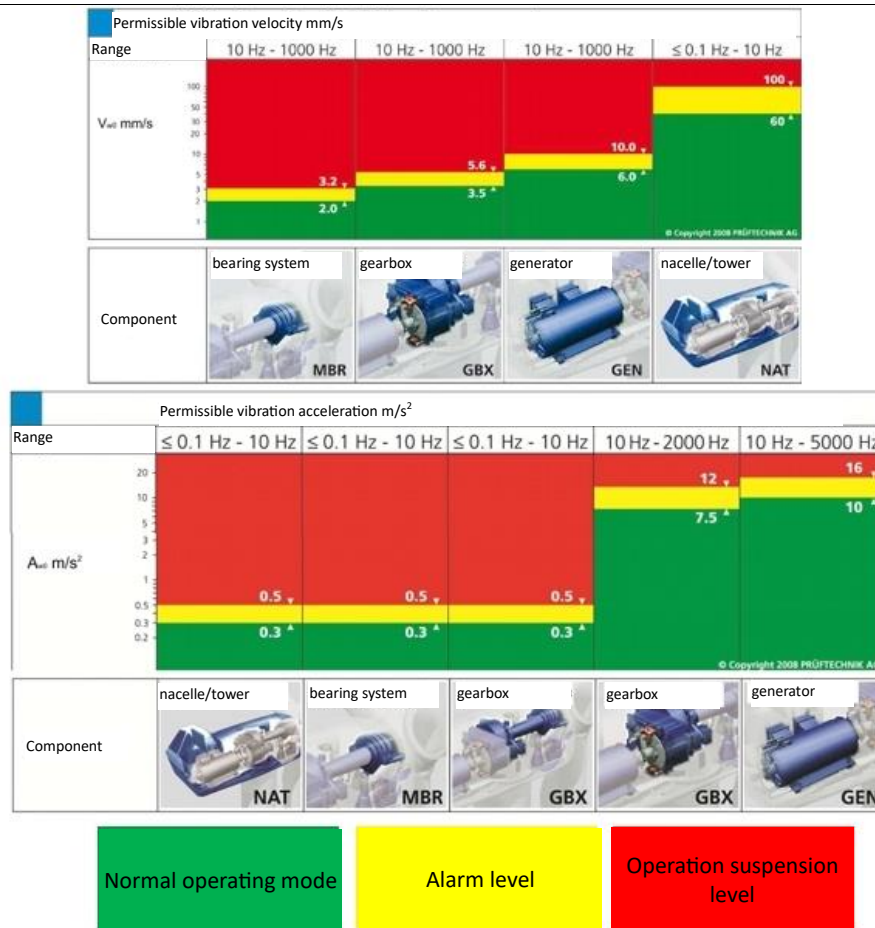 Permissible vibration velocity mm/s
Range
10 Hz - 1000 Hz
10 Hz - 1000 Hz
10 Hz - 1000 Hz
≤ 0.1 Hz - 10 Hz
V mm/s
100
50
30
20
10
5
3
2
1
3.2
2.0
5.6
3.5
10.0
6.0
100
60
© Copyright 2008 PRÜFTECHNIK AG
Component
bearing system
MBR
gearbox
GBX
generator
GEN
nacelle/tower
NAT
Permissible vibration acceleration m/s²
Range
≤ 0.1 Hz - 10 Hz
≤ 0.1 Hz - 10 Hz
≤ 0.1 Hz - 10 Hz
10 Hz - 2000 Hz
10 Hz - 5000 Hz
A m/s²
20
10
5
3
2
1
0.5
0.3
0.2
0.5
0.3
0.5
0.3
0.5
0.3
12
7.5
16
10
© Copyright 2008 PRÜFTECHNIK AG
Component
nacelle/tower
NAT
bearing system
MBR
gearbox
GBX
gearbox
GBX
generator
GEN
Normal operating mode
Alarm level
Operation suspension
level